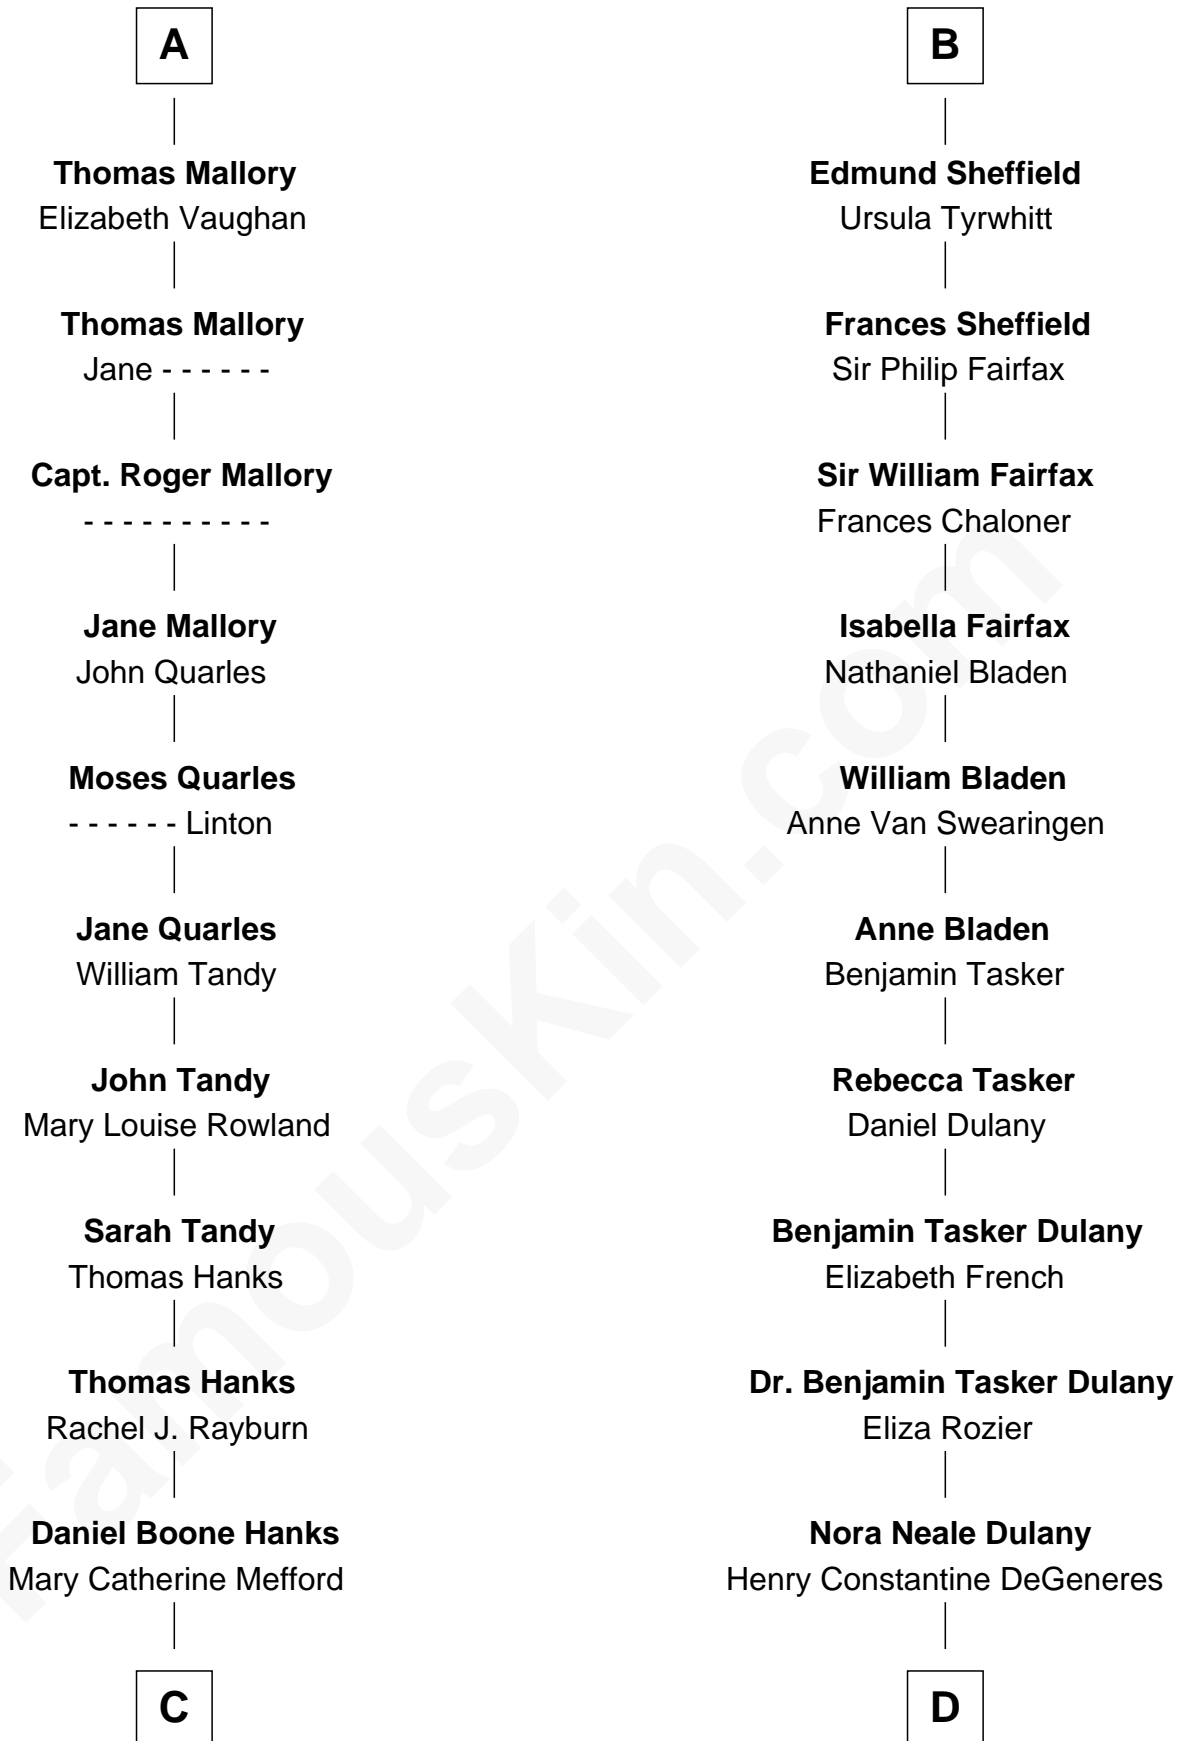 A
Thomas Mallory
Elizabeth Vaughan
Thomas Mallory
Jane - - - - - -
Capt. Roger Mallory
- - - - - - - - - -
Jane Mallory
John Quarles
Moses Quarles
- - - - - - Linton
Jane Quarles
William Tandy
John Tandy
Mary Louise Rowland
Sarah Tandy
Thomas Hanks
Thomas Hanks
Rachel J. Rayburn
Daniel Boone Hanks
Mary Catherine Mefford
C
B
Edmund Sheffield
Ursula Tyrwhitt
Frances Sheffield
Sir Philip Fairfax
Sir William Fairfax
Frances Chaloner
Isabella Fairfax
Nathaniel Bladen
William Bladen
Anne Van Swearingen
Anne Bladen
Benjamin Tasker
Rebecca Tasker
Daniel Dulany
Benjamin Tasker Dulany
Elizabeth French
Dr. Benjamin Tasker Dulany
Eliza Rozier
Nora Neale Dulany
Henry Constantine DeGeneres
D
FamousKin.com